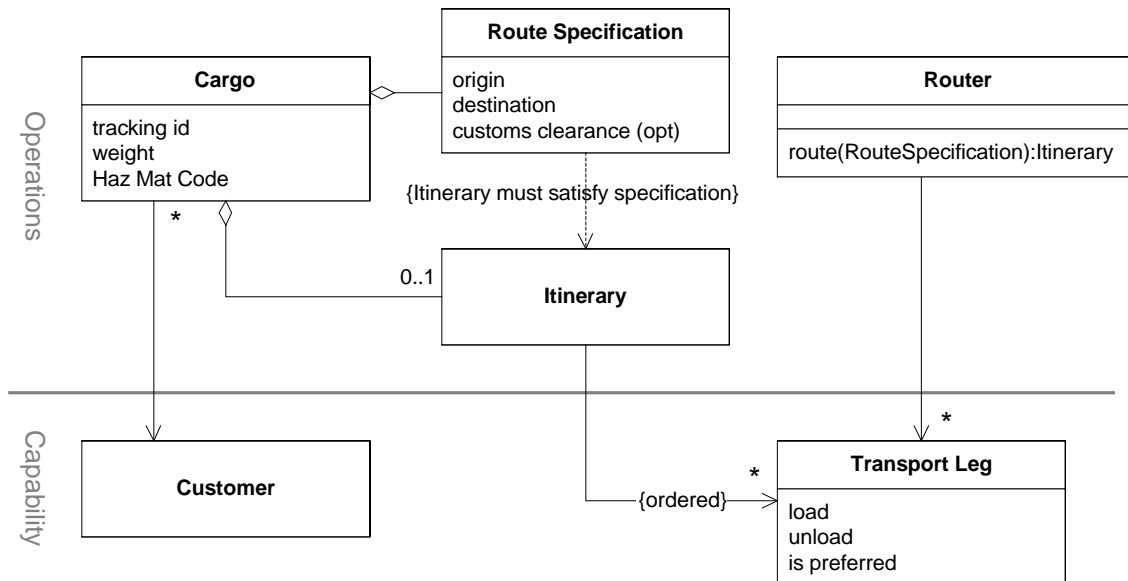 Operations
Cargo
tracking id
weight
Haz Mat Code
*
Route Specification
origin
destination
customs clearance (opt)
{Itinerary must satisfy specification}
0..1
Itinerary
Router
route(RouteSpecification):Itinerary
*
Capability
Customer
{ordered}
*
Transport Leg
load
unload
is preferred